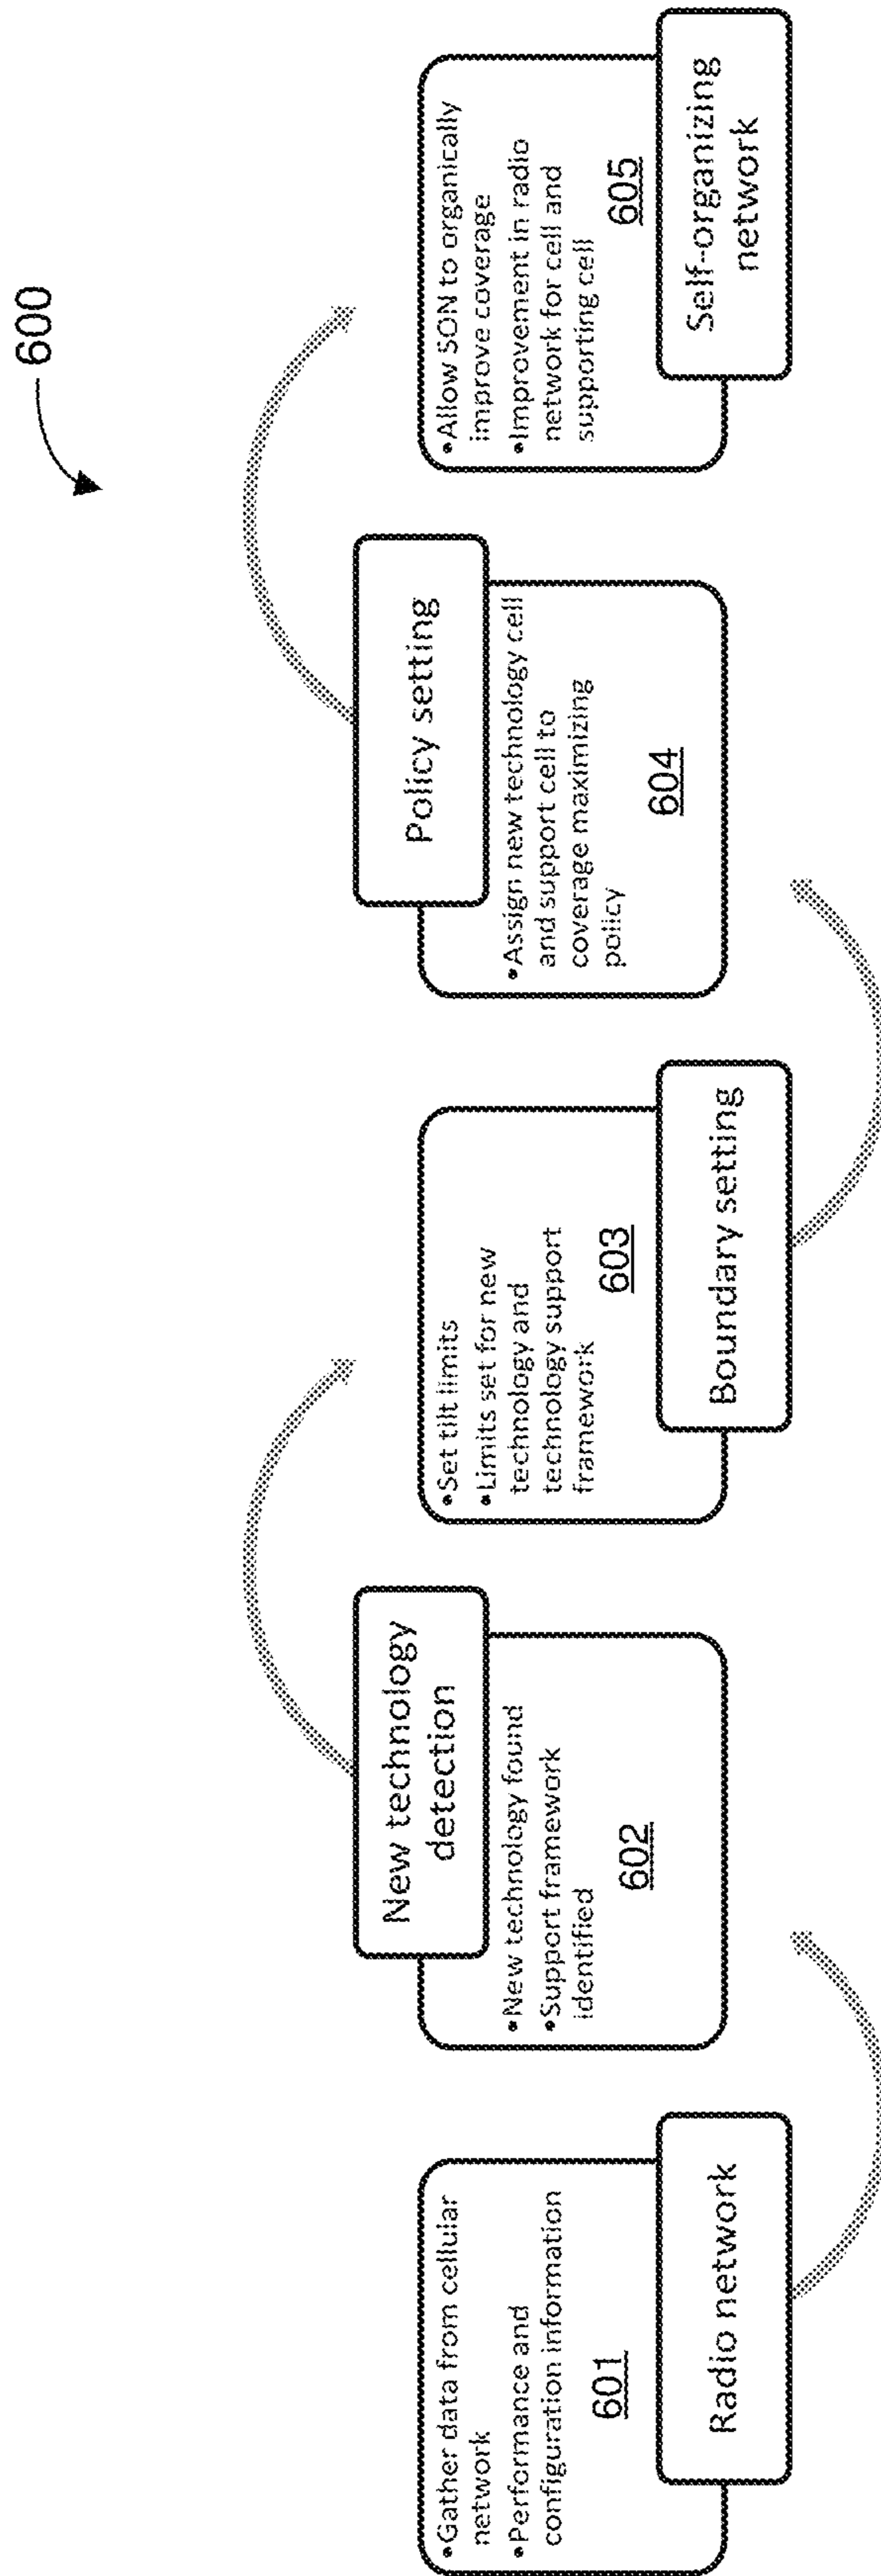 600
•Gather data from cellular
network
•Performance and
configuration information
601
Radio network
New technology
detection
•New technology found
•Support framework
identified
602
•Set tilt limits
•Limits set for new
technology and
technology support
framework
603
Boundary setting
Policy setting
•Assign new technology cell
and support cell to
coverage maximizing
policy
604
•Allow SON to organically
improve coverage
•Improvement in radio
network for cell and
supporting cell
605
Self-organizing
network